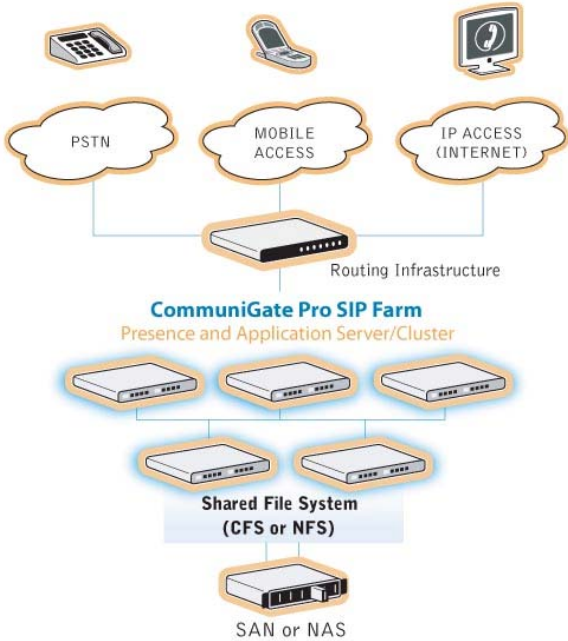 PSTN
MOBILE
ACCESS
IP ACCESS
(INTERNET)
Routing Infrastructure
CommuniGate Pro SIP Farm
Presence and Application Server/Cluster
Shared File System
(CFS or NFS)
SAN or NAS